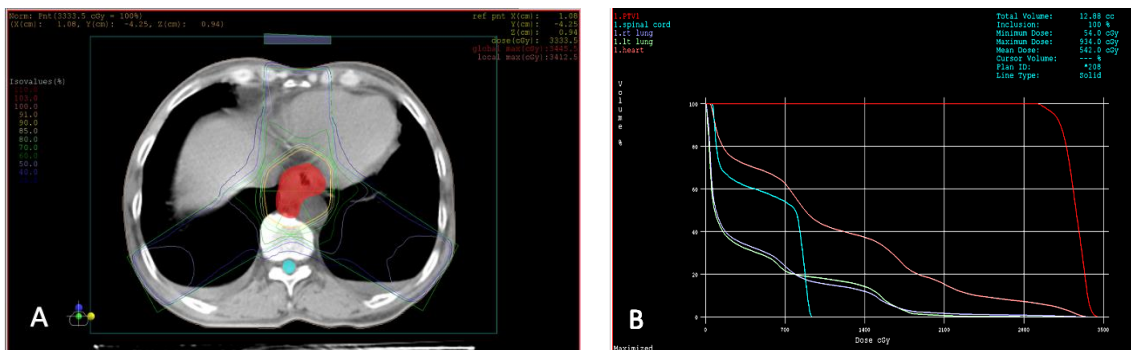 Norm: Pnt(3333.5 cGy = 100%)
(X(cm): 1.08, Y(cm): -4.25, Z(cm): 0.94)
ref pnt X(cm): 1.08
Y(cm): -4.25
Z(cm): 0.94
dose(cGy): 3333.5
global max(cGy):3445.5
local max(cGy):3412.5
Isovalues(%)
103.0
100.0
91.0
90.0
85.0
80.0
70.0
60.0
50.0
40.0
A
1.PTV1
1.spinal cord
1.rt lung
1.lt lung
1.heart
Total Volume: 12.88 cc
Inclusion: 100 %
Minimum Dose: 54.0 cGy
Maximum Dose: 934.0 cGy
Mean Dose: 542.0 cGy
Cursor Volume: --- %
Plan ID: *208
Line Type: Solid
Volume %
100
80
60
40
20
0
0 700 1400 2100 2800 3500
Dose cGy
B
Maximized